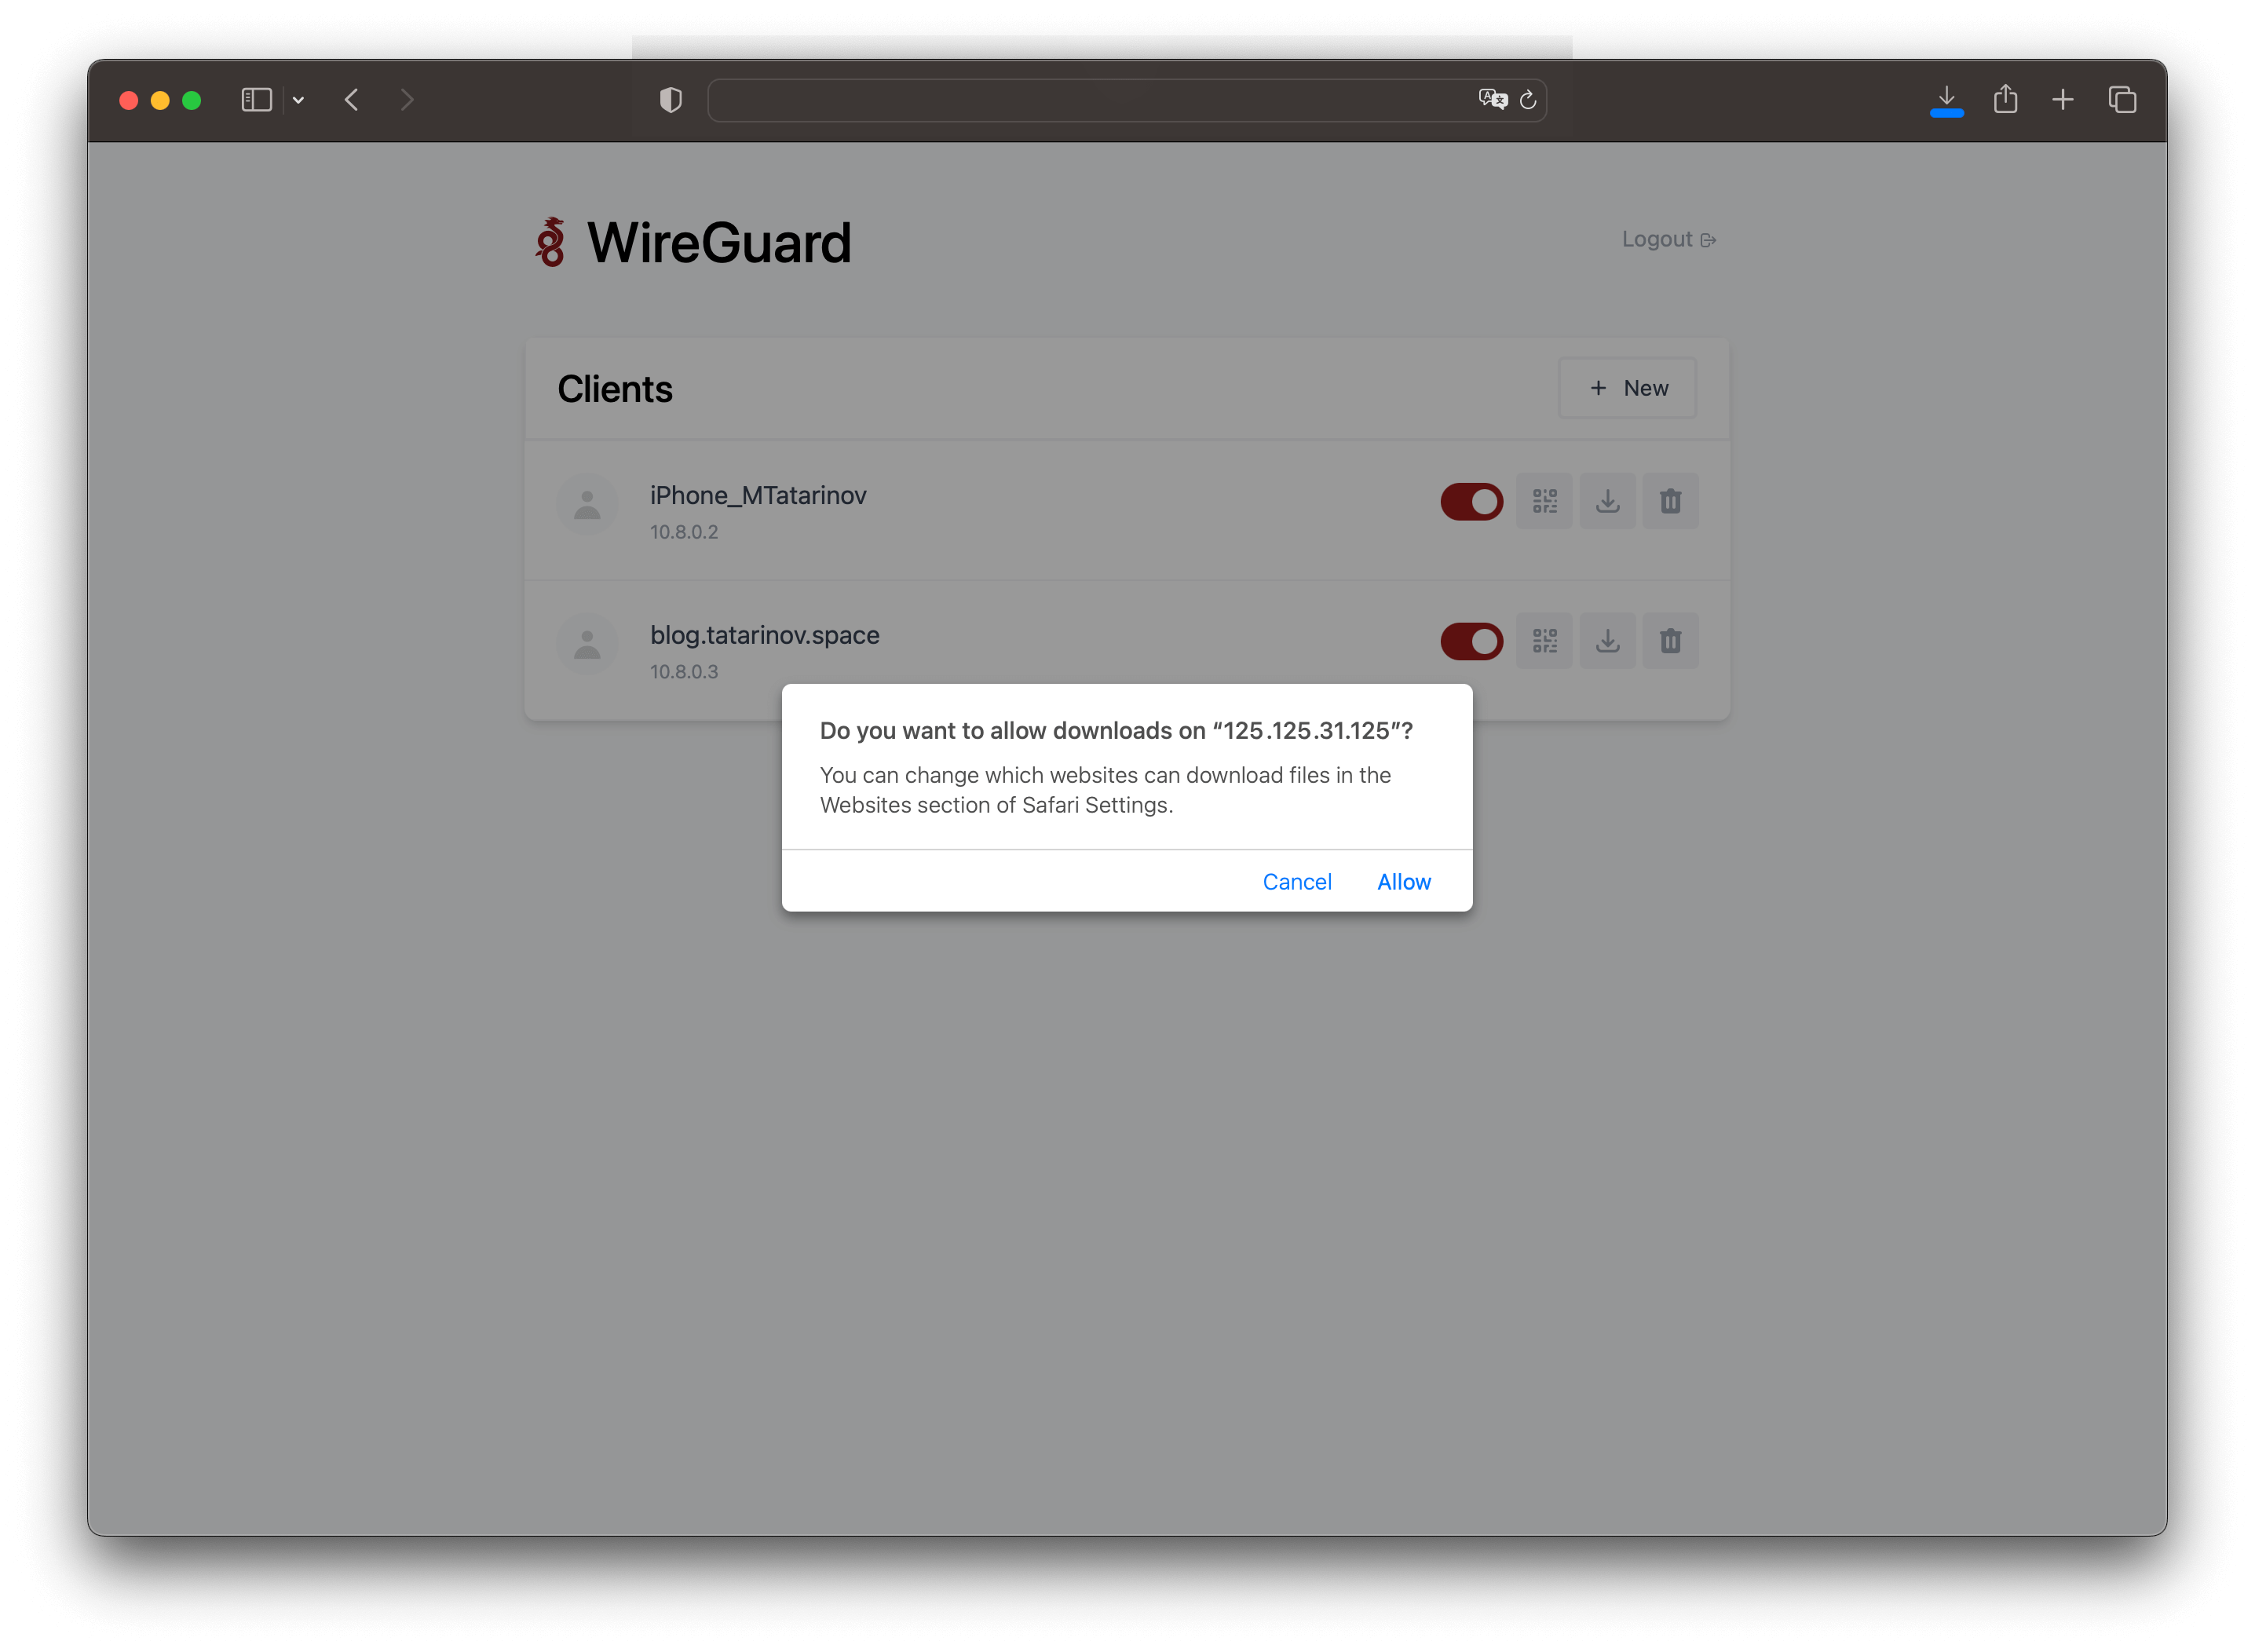 WireGuard
Logout
Clients
+ New
iPhone_MTatarinov
10.8.0.2
blog.tatarinov.space
10.8.0.3
Do you want to allow downloads on “125.125.31.125”?
You can change which websites can download files in the
Websites section of Safari Settings.
Cancel Allow